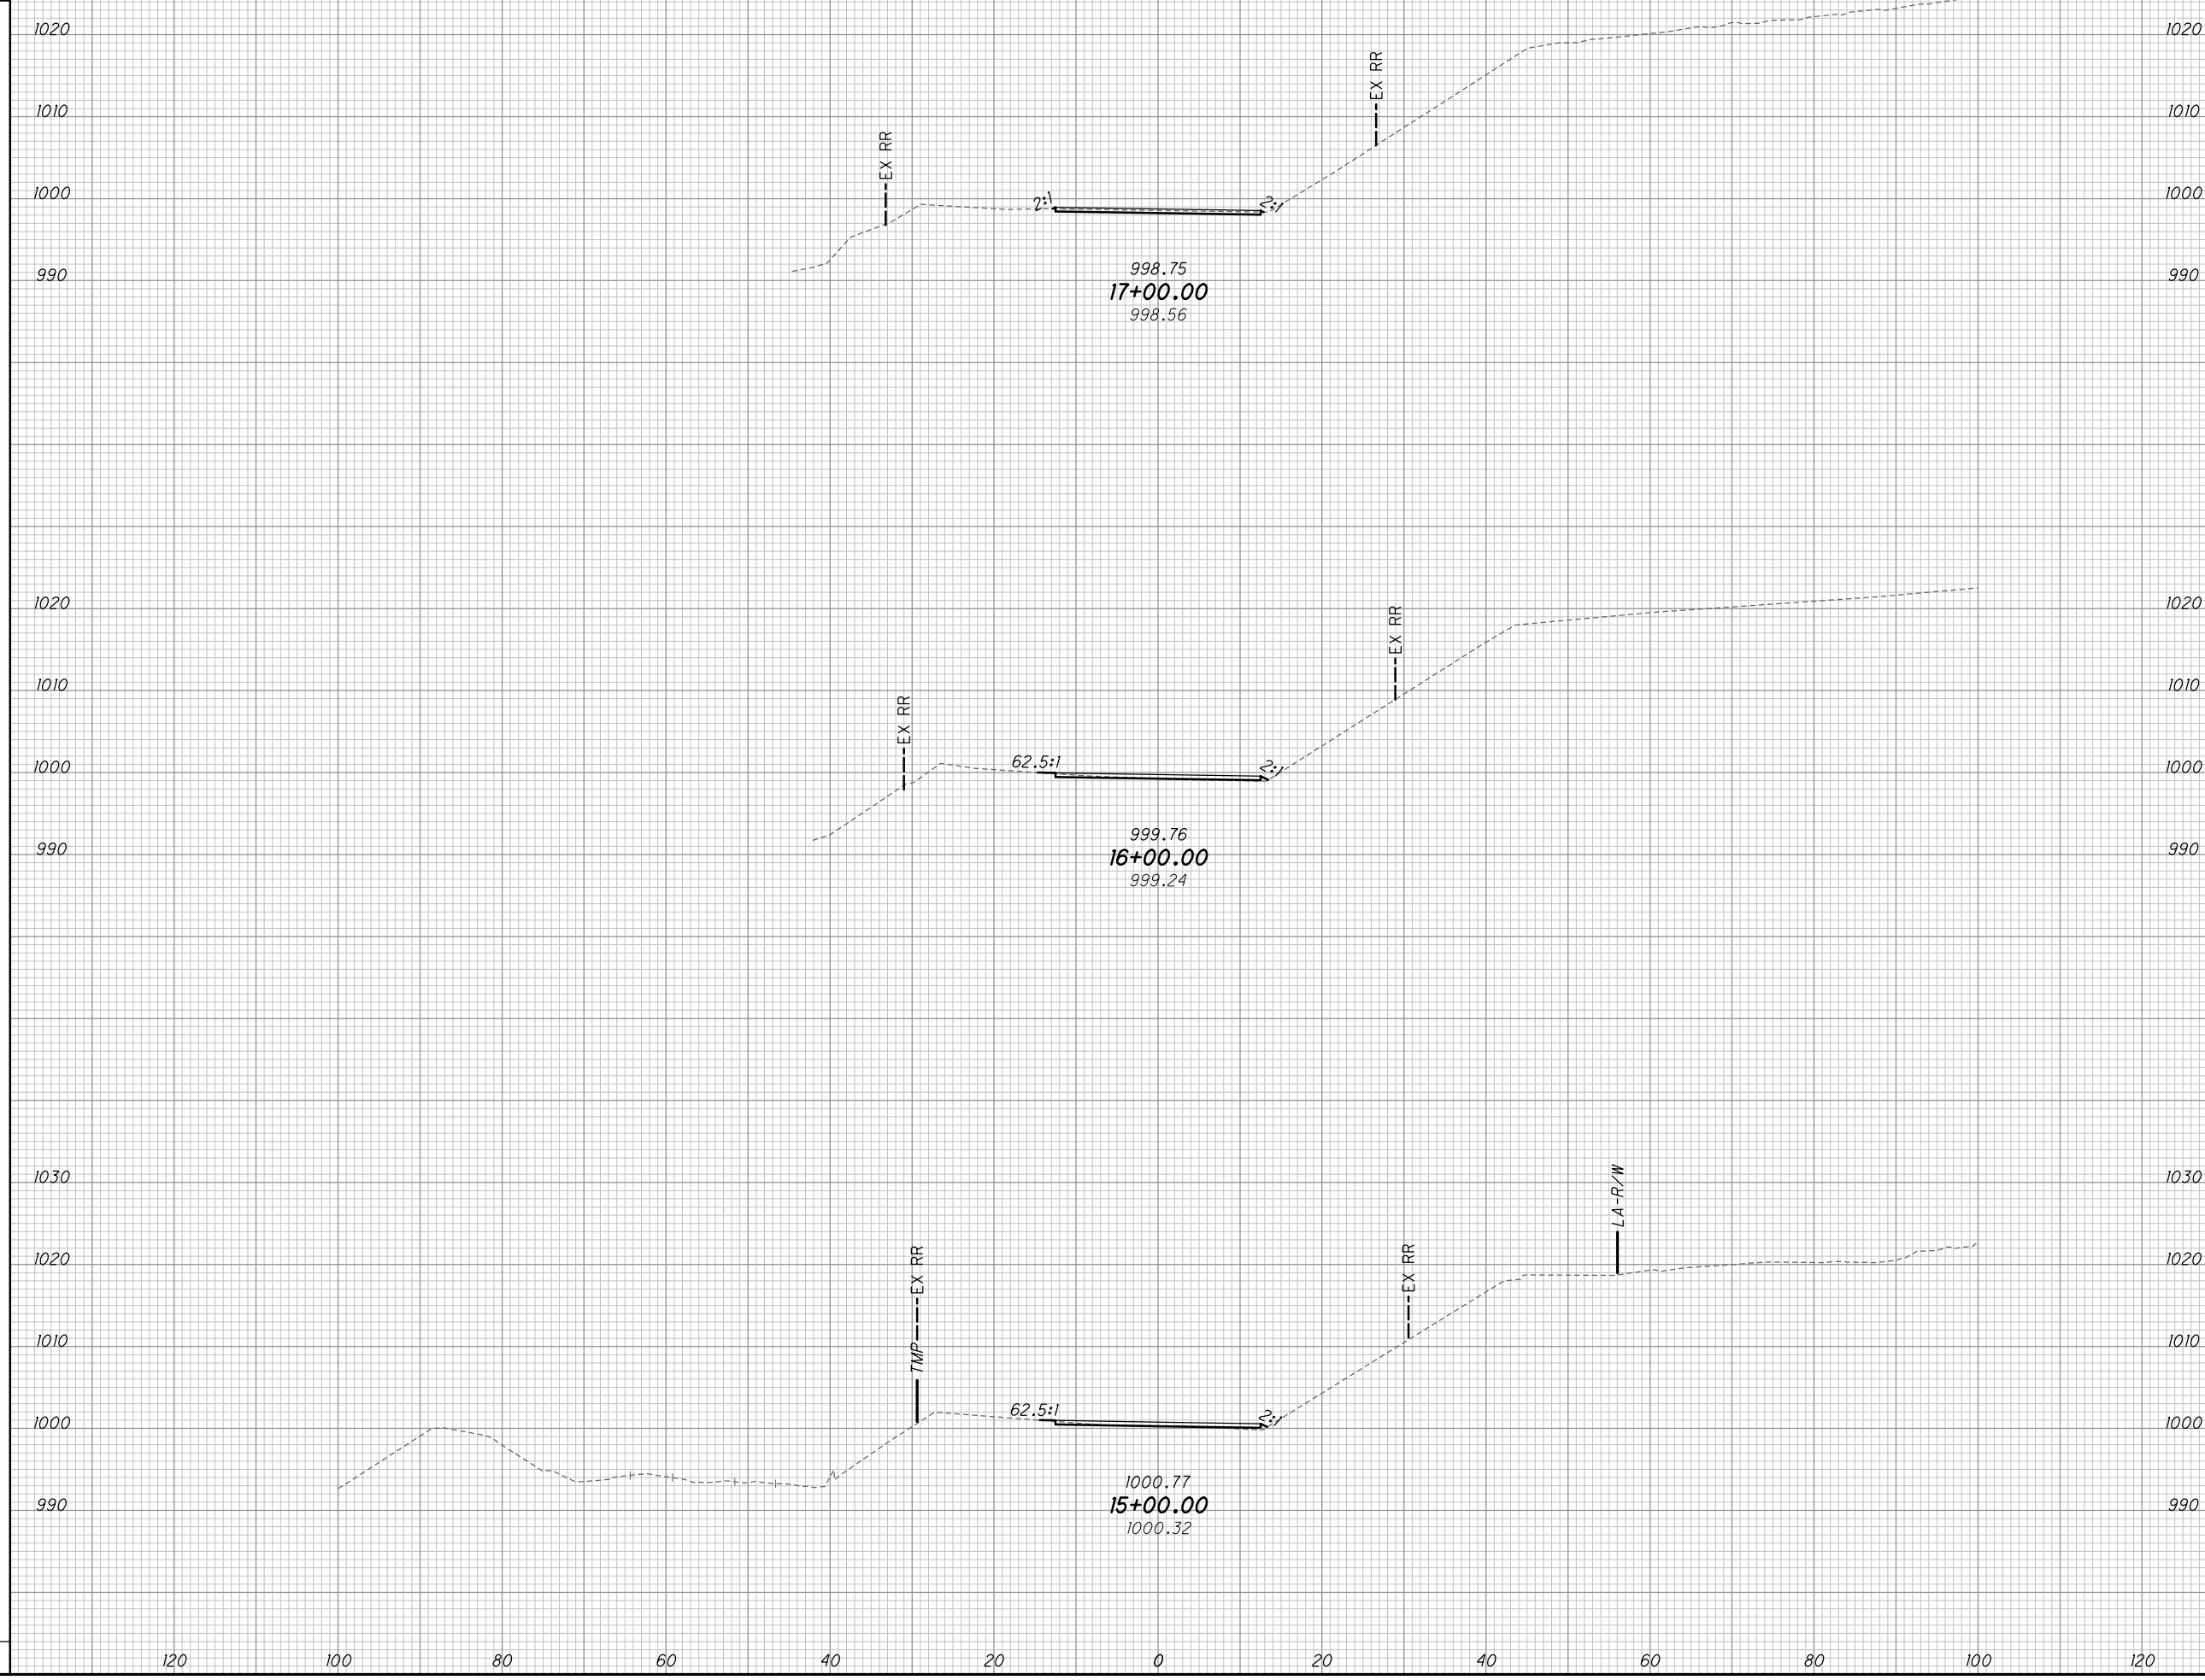 1020 1020
EX RR
1010 1010
EX RR
1000 2:1 2:1 1000
990 998.75 990
17+00.00
998.56
1020 1020
EX RR
1010 1010
EX RR
1000 62.5:1 2:1 1000
990 999.76 990
16+00.00
999.24
1030 1030
LA-R/W
1020 1020
EX RR EX RR
1010 1010
TMP
1000 62.5:1 2:1 1000
1000.77
990 15+00.00 990
1000.32
120 100 80 60 40 20 0 20 40 60 80 100 120